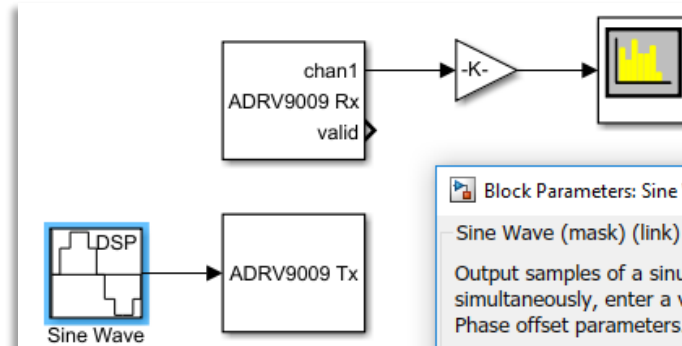 chan1
ADRV9009 Rx
valid
-K-
DSP
Sine Wave
ADRV9009 Tx
Block Parameters: Sine
Sine Wave (mask) (link)
Output samples of a sinu
simultaneously, enter a v
Phase offset parameters